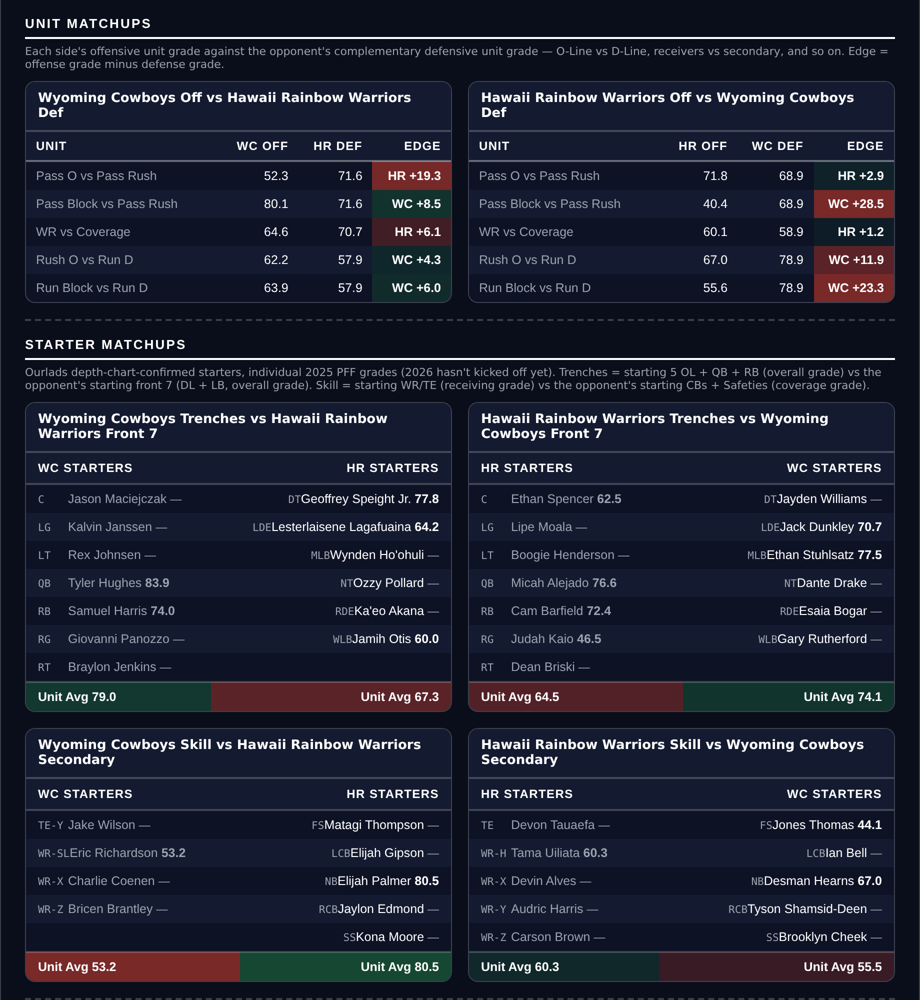 UNIT MATCHUPS
Each side's offensive unit grade against the opponent's complementary defensive unit grade — O-Line vs D-Line, receivers vs secondary, and so on. Edge =
offense grade minus defense grade.
Wyoming Cowboys Off vs Hawaii Rainbow Warriors
Def
UNIT WC OFF HR DEF EDGE
Pass O vs Pass Rush 52.3 71.6 HR +19.3
Pass Block vs Pass Rush 80.1 71.6 WC +8.5
WR vs Coverage 64.6 70.7 HR +6.1
Rush O vs Run D 62.2 57.9 WC +4.3
Run Block vs Run D 63.9 57.9 WC +6.0
Hawaii Rainbow Warriors Off vs Wyoming Cowboys
Def
UNIT HR OFF WC DEF EDGE
Pass O vs Pass Rush 71.8 68.9 HR +2.9
Pass Block vs Pass Rush 40.4 68.9 WC +28.5
WR vs Coverage 60.1 58.9 HR +1.2
Rush O vs Run D 67.0 78.9 WC +11.9
Run Block vs Run D 55.6 78.9 WC +23.3
STARTER MATCHUPS
Ourlads depth-chart-confirmed starters, individual 2025 PFF grades (2026 hasn't kicked off yet). Trenches = starting 5 OL + QB + RB (overall grade) vs the
opponent's starting front 7 (DL + LB, overall grade). Skill = starting WR/TE (receiving grade) vs the opponent's starting CBs + Safeties (coverage grade).
Wyoming Cowboys Trenches vs Hawaii Rainbow
Warriors Front 7
WC STARTERS HR STARTERS
C Jason Maciejczak — DTGeoffrey Speight Jr. 77.8
LG Kalvin Janssen — LDELesterlaisene Lagafuaina 64.2
LT Rex Johnsen — MLBWynden Ho'ohuli —
QB Tyler Hughes 83.9 NTOzzy Pollard —
RB Samuel Harris 74.0 RDEKa'eo Akana —
RG Giovanni Panozzo — WLBJamih Otis 60.0
RT Braylon Jenkins —
Unit Avg 79.0 Unit Avg 67.3
Hawaii Rainbow Warriors Trenches vs Wyoming
Cowboys Front 7
HR STARTERS WC STARTERS
C Ethan Spencer 62.5 DTJayden Williams —
LG Lipe Moala — LDEJack Dunkley 70.7
LT Boogie Henderson — MLBEthan Stuhlsatz 77.5
QB Micah Alejado 76.6 NTDante Drake —
RB Cam Barfield 72.4 RDEEsaia Bogar —
RG Judah Kaio 46.5 WLBGary Rutherford —
RT Dean Briski —
Unit Avg 64.5 Unit Avg 74.1
Wyoming Cowboys Skill vs Hawaii Rainbow Warriors
Secondary
WC STARTERS HR STARTERS
TE-Y Jake Wilson — FSMatagi Thompson —
WR-SLEric Richardson 53.2 LCBElijah Gipson —
WR-X Charlie Coenen — NBElijah Palmer 80.5
WR-Z Bricen Brantley — RCBJaylon Edmond —
SSKona Moore —
Unit Avg 53.2 Unit Avg 80.5
Hawaii Rainbow Warriors Skill vs Wyoming Cowboys
Secondary
HR STARTERS WC STARTERS
TE Devon Tauaefa — FSJones Thomas 44.1
WR-H Tama Uiliata 60.3 LCBIan Bell —
WR-X Devin Alves — NBDesman Hearns 67.0
WR-Y Audric Harris — RCBTyson Shamsid-Deen —
WR-Z Carson Brown — SSBrooklyn Cheek —
Unit Avg 60.3 Unit Avg 55.5